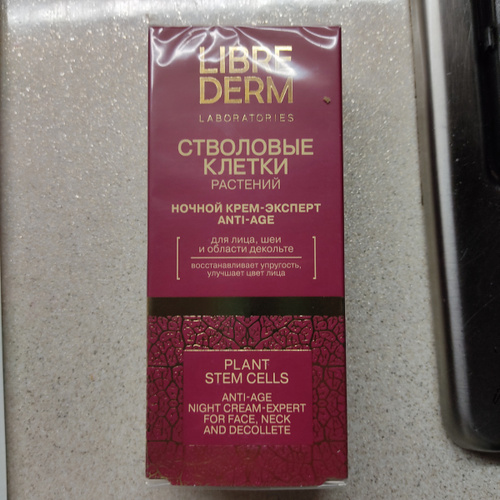 LIBRE
DERM
LABORATORIES
СТВОЛОВЫЕ
КЛЕТКИ
РАСТЕНИЙ
НОЧНОЙ КРЕМ-ЭКСПЕРТ
ANTI-AGE
для лица, шеи
и области декольте
восстанавливает упругость,
улучшает цвет лица
PLANT
STEM CELLS
ANTI-AGE
NIGHT CREAM-EXPERT
FOR FACE, NECK
AND DECOLLETE